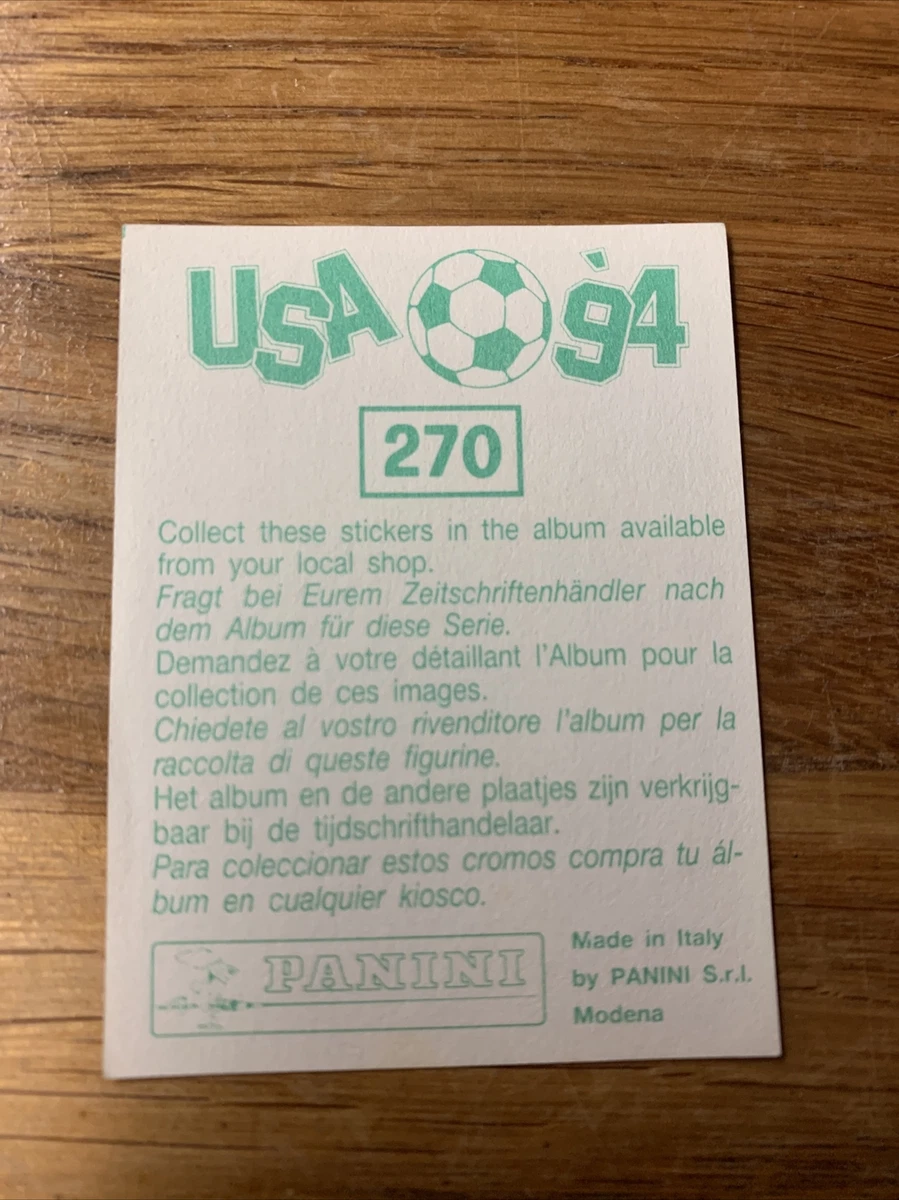 USA '94
270
Collect these stickers in the album available
from your local shop.
Fragt bei Eurem Zeitschriftenhändler nach
dem Album für diese Serie.
Demandez à votre détaillant l'Album pour la
collection de ces images.
Chiedete al vostro rivenditore l'album per la
raccolta di queste figurine.
Het album en de andere plaatjes zijn verkrijg-
baar bij de tijdschrifthandelaar.
Para coleccionar estos cromos compra tu ál-
bum en cualquier kiosco.
PANINI
Made in Italy
by PANINI S.r.l.
Modena